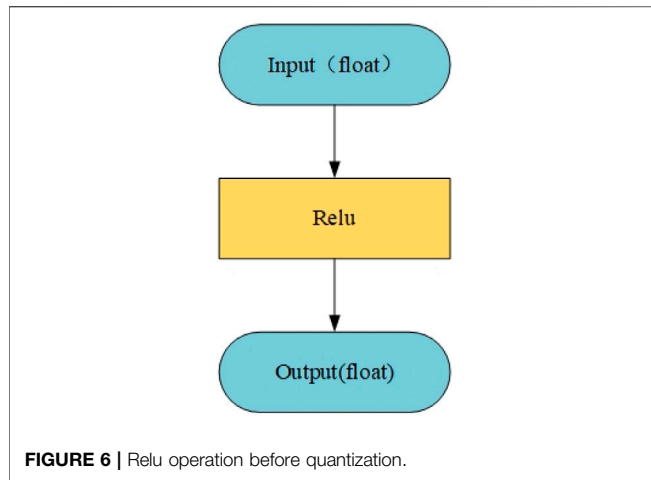 Input（float）
Relu
Output(float)
FIGURE 6 | Relu operation before quantization.